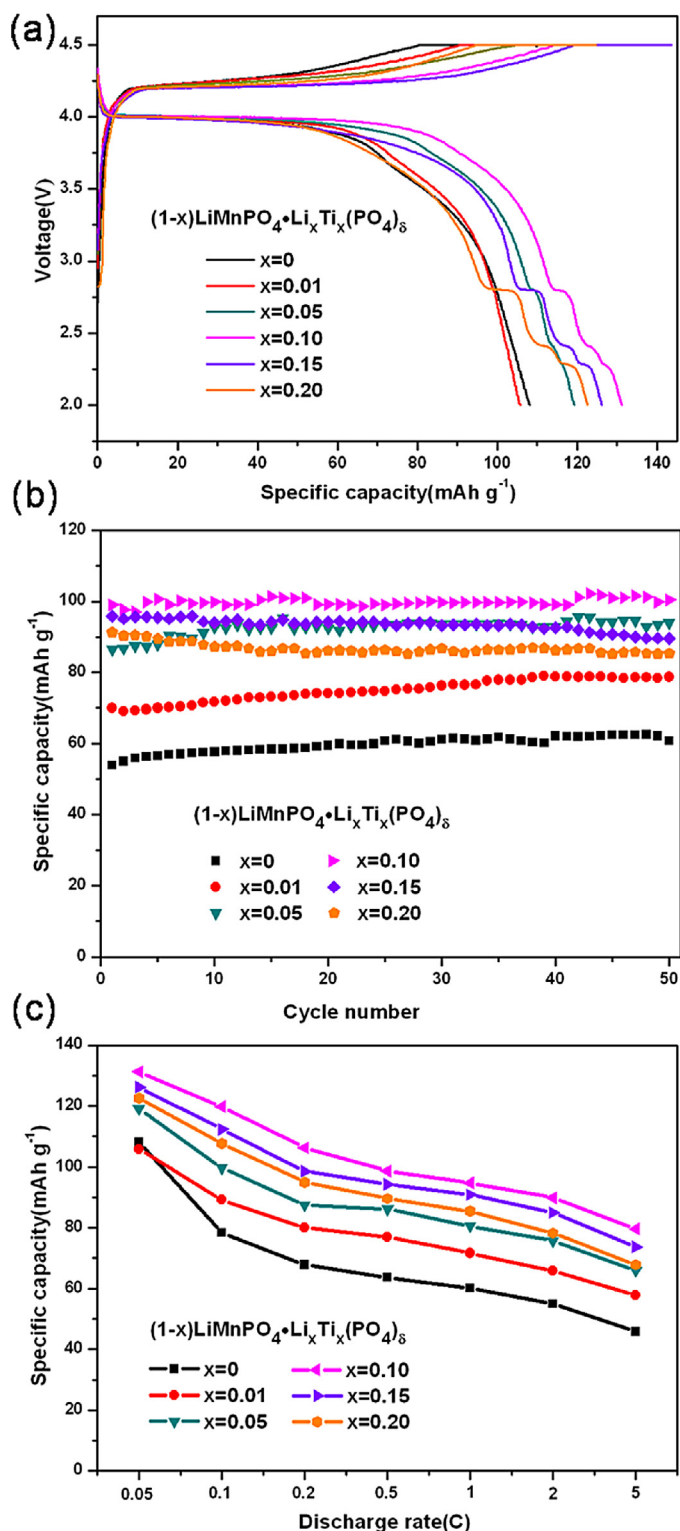 (a)
4.5
4.0
3.5
3.0
2.5
2.0
Voltage(V)
(1-x)LiMnPO4•LixTix(PO4)δ
x=0
x=0.01
x=0.05
x=0.10
x=0.15
x=0.20
0 20 40 60 80 100 120 140
Specific capacity(mAh g-1)
(b)
120
100
80
60
40
20
0
Specific capacity(mAh g-1)
(1-x)LiMnPO4•LixTix(PO4)δ
x=0 x=0.10
x=0.01 x=0.15
x=0.05 x=0.20
0 10 20 30 40 50
Cycle number
(c)
140
120
100
80
60
40
20
0
Specific capacity(mAh g-1)
(1-x)LiMnPO4•LixTix(PO4)δ
x=0 x=0.10
x=0.01 x=0.15
x=0.05 x=0.20
0.05 0.1 0.2 0.5 1 2 5
Discharge rate(C)